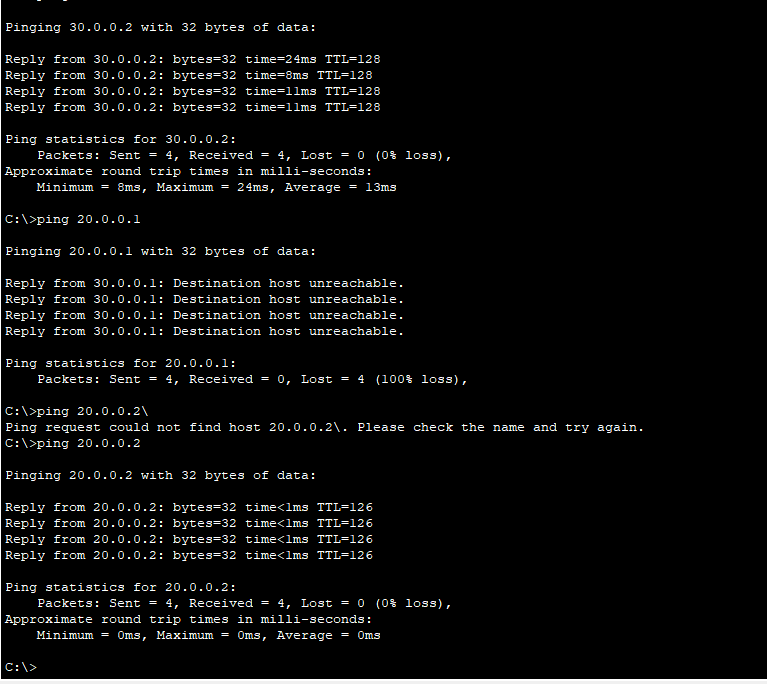 Pinging 30.0.0.2 with 32 bytes of data:
Reply from 30.0.0.2: bytes=32 time=24ms TTL=128
Reply from 30.0.0.2: bytes=32 time=8ms TTL=128
Reply from 30.0.0.2: bytes=32 time=11ms TTL=128
Reply from 30.0.0.2: bytes=32 time=11ms TTL=128
Ping statistics for 30.0.0.2:
Packets: Sent = 4, Received = 4, Lost = 0 (0% loss),
Approximate round trip times in milli-seconds:
Minimum = 8ms, Maximum = 24ms, Average = 13ms
C:\>ping 20.0.0.1
Pinging 20.0.0.1 with 32 bytes of data:
Reply from 30.0.0.1: Destination host unreachable.
Reply from 30.0.0.1: Destination host unreachable.
Reply from 30.0.0.1: Destination host unreachable.
Reply from 30.0.0.1: Destination host unreachable.
Ping statistics for 20.0.0.1:
Packets: Sent = 4, Received = 0, Lost = 4 (100% loss),
C:\>ping 20.0.0.2\
Ping request could not find host 20.0.0.2\. Please check the name and try again.
C:\>ping 20.0.0.2
Pinging 20.0.0.2 with 32 bytes of data:
Reply from 20.0.0.2: bytes=32 time<1ms TTL=126
Reply from 20.0.0.2: bytes=32 time<1ms TTL=126
Reply from 20.0.0.2: bytes=32 time<1ms TTL=126
Reply from 20.0.0.2: bytes=32 time<1ms TTL=126
Ping statistics for 20.0.0.2:
Packets: Sent = 4, Received = 4, Lost = 0 (0% loss),
Approximate round trip times in milli-seconds:
Minimum = 0ms, Maximum = 0ms, Average = 0ms
C:\>